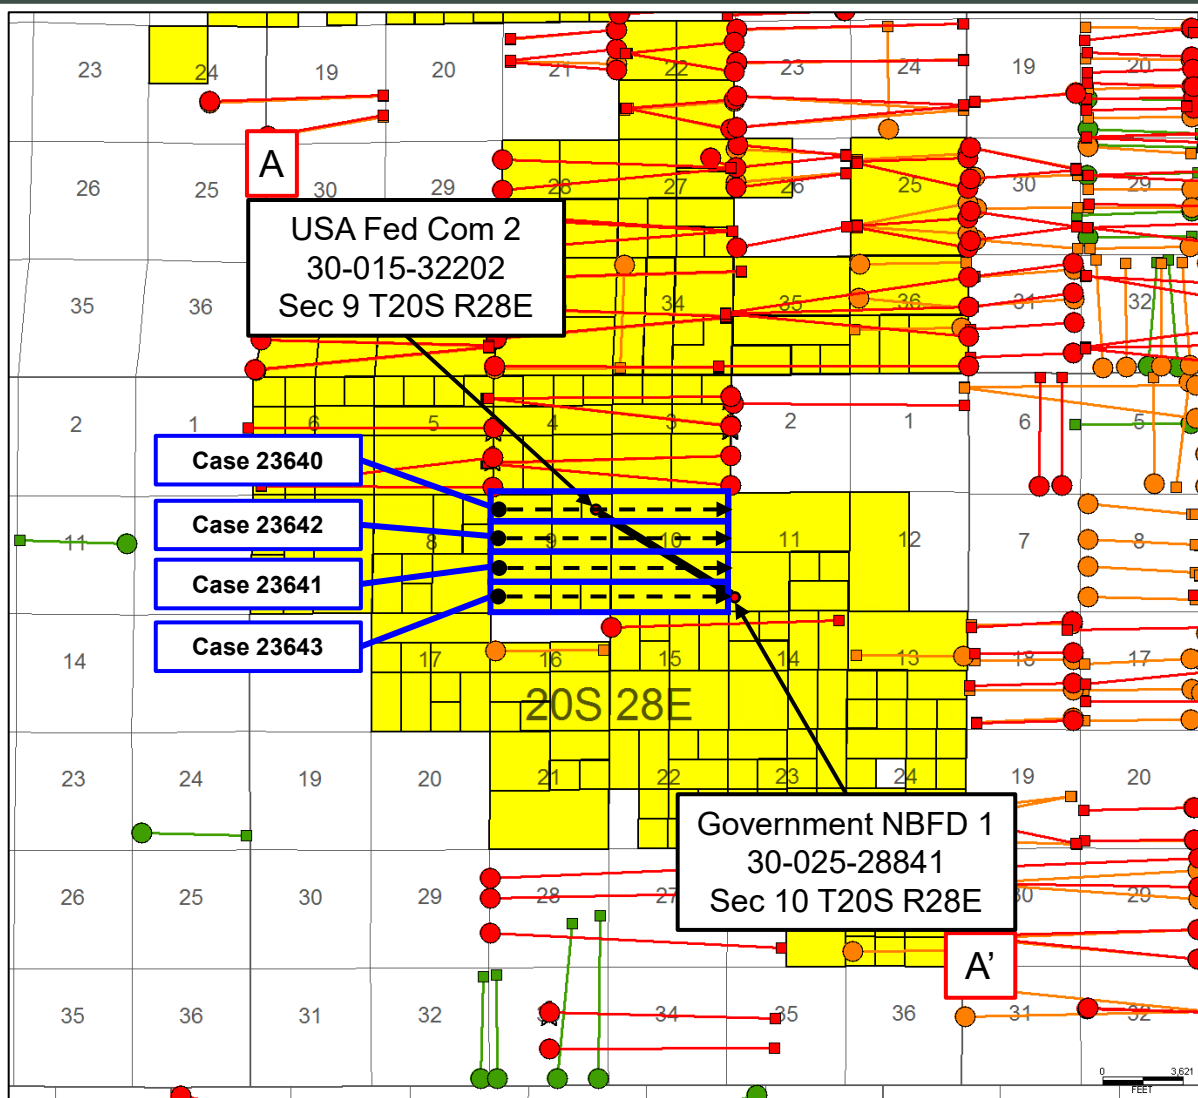 23 24 19 20 21 22 23 24 19 20
A
26 25 30 29 28 27 26 25 30 29
USA Fed Com 2
30-015-32202
Sec 9 T20S R28E
35 36 34 35 36 31 32
2 1 6 5 4 3 2 1 6 5
Case 23640
Case 23642
Case 23641
Case 23643
11 8 9 10 11 12 7 8
14 17 16 15 14 13 18 17
20S 28E
23 24 19 20 21 22 23 24 19 20
Government NBFD 1
30-025-28841
Sec 10 T20S R28E
26 25 30 29 28 27 30 29
A'
35 36 31 32 34 35 36 31 32
0 3,621
FEET